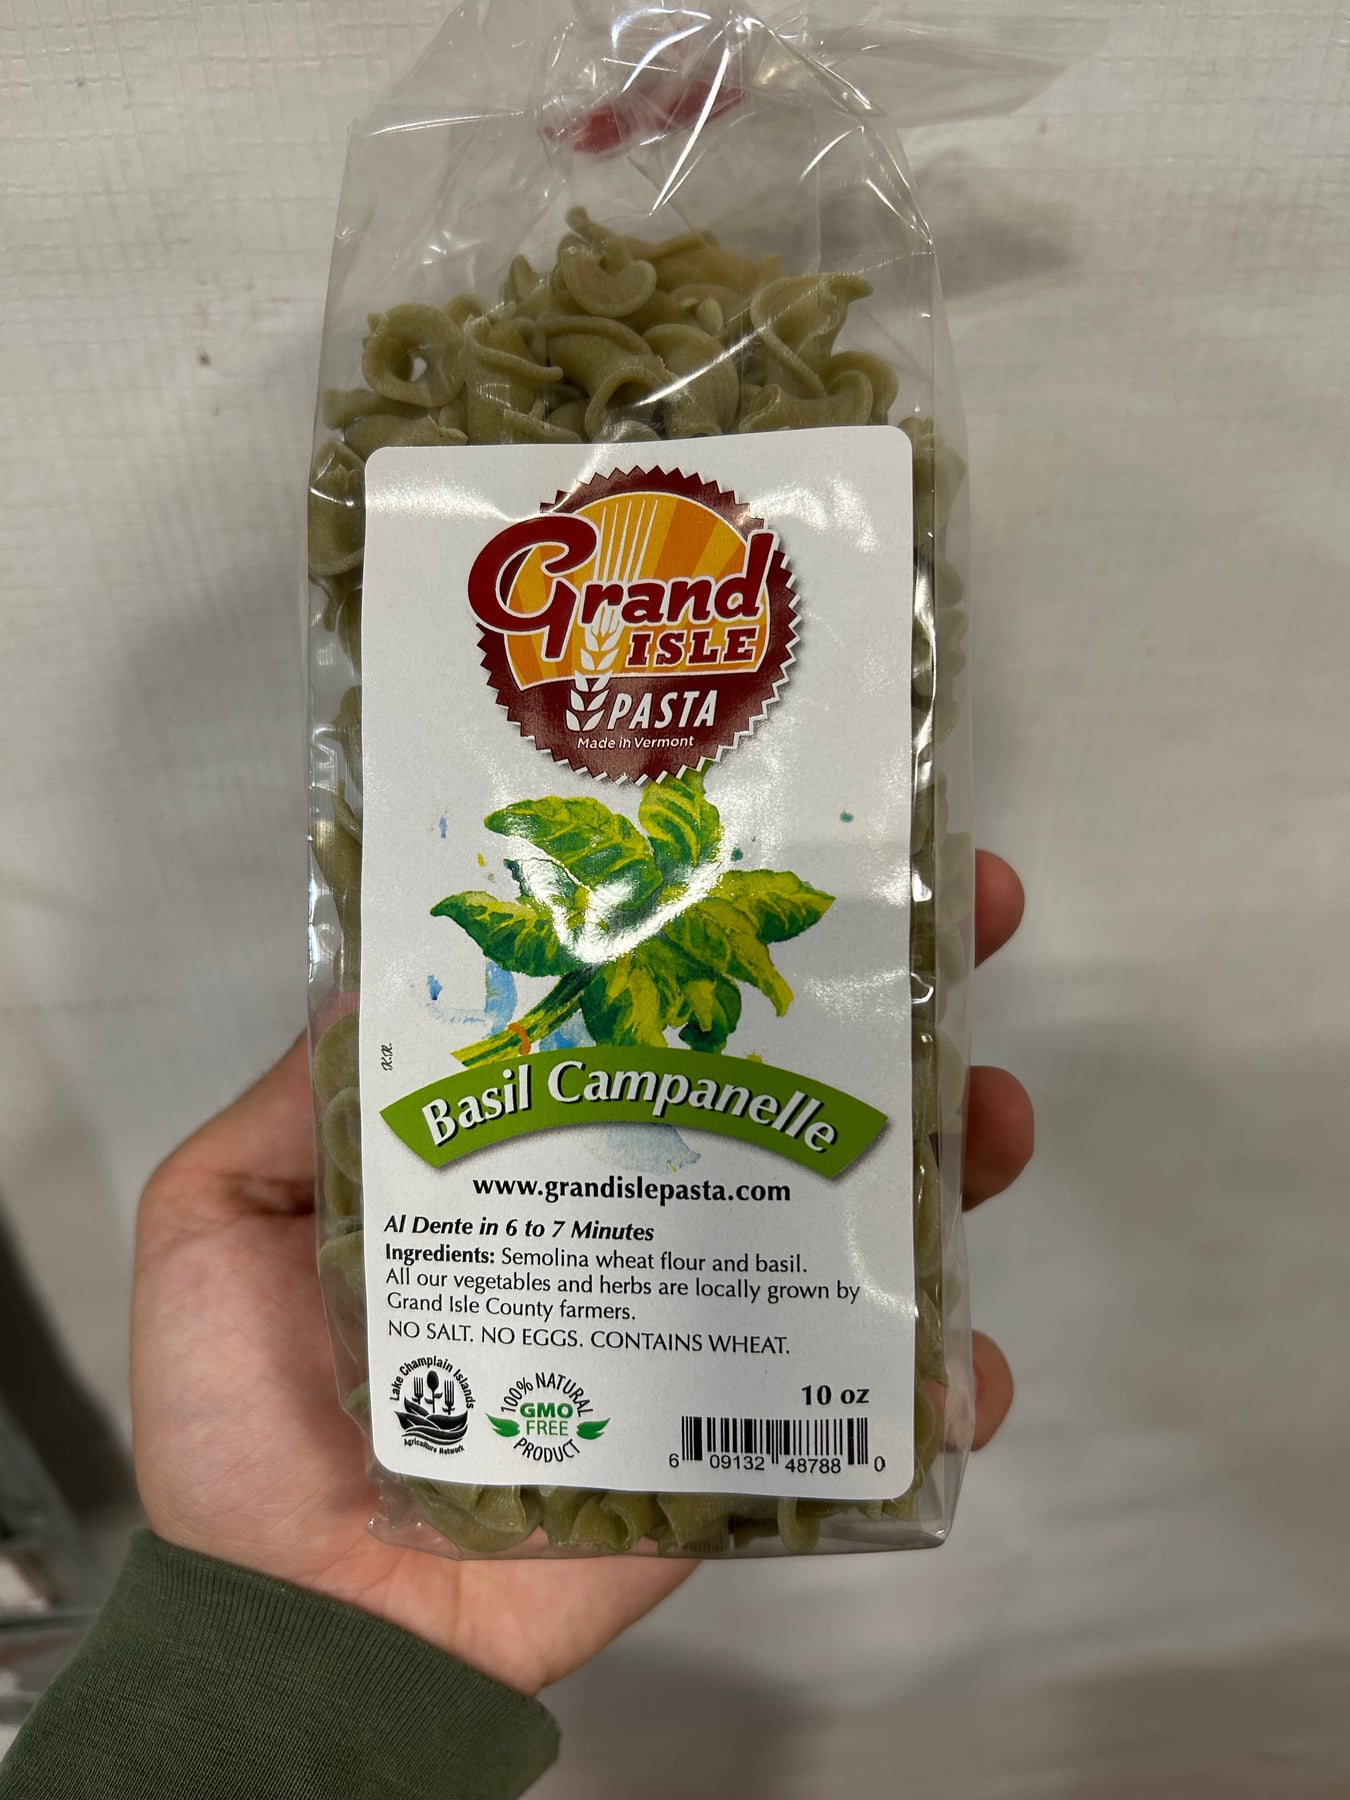 Grand
ISLE
PASTA
Made in Vermont
K.K.
Basil Campanelle
www.grandislepasta.com
Al Dente in 6 to 7 Minutes
Ingredients: Semolina wheat flour and basil.
All our vegetables and herbs are locally grown by
Grand Isle County farmers.
NO SALT. NO EGGS. CONTAINS WHEAT.
Lake Champlain Islands
Agriculture Network
100% NATURAL
GMO
FREE
PRODUCT
10 oz
6 09132 48788 0